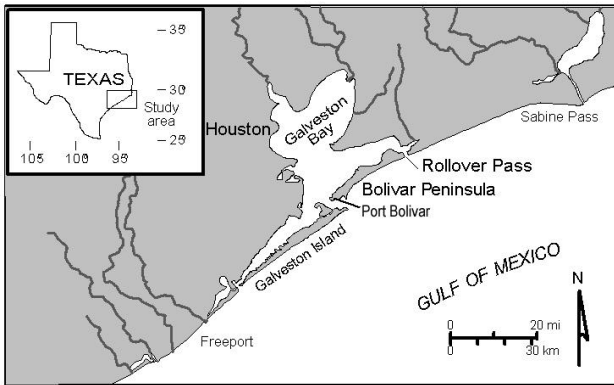 35
TEXAS
30
Study
area
25
105 100 95
Houston
Galveston
Bay
Sabine Pass
Rollover Pass
Bolivar Peninsula
Port Bolivar
Galveston Island
GULF OF MEXICO
N
0 20 mi
0 30 km
Freeport